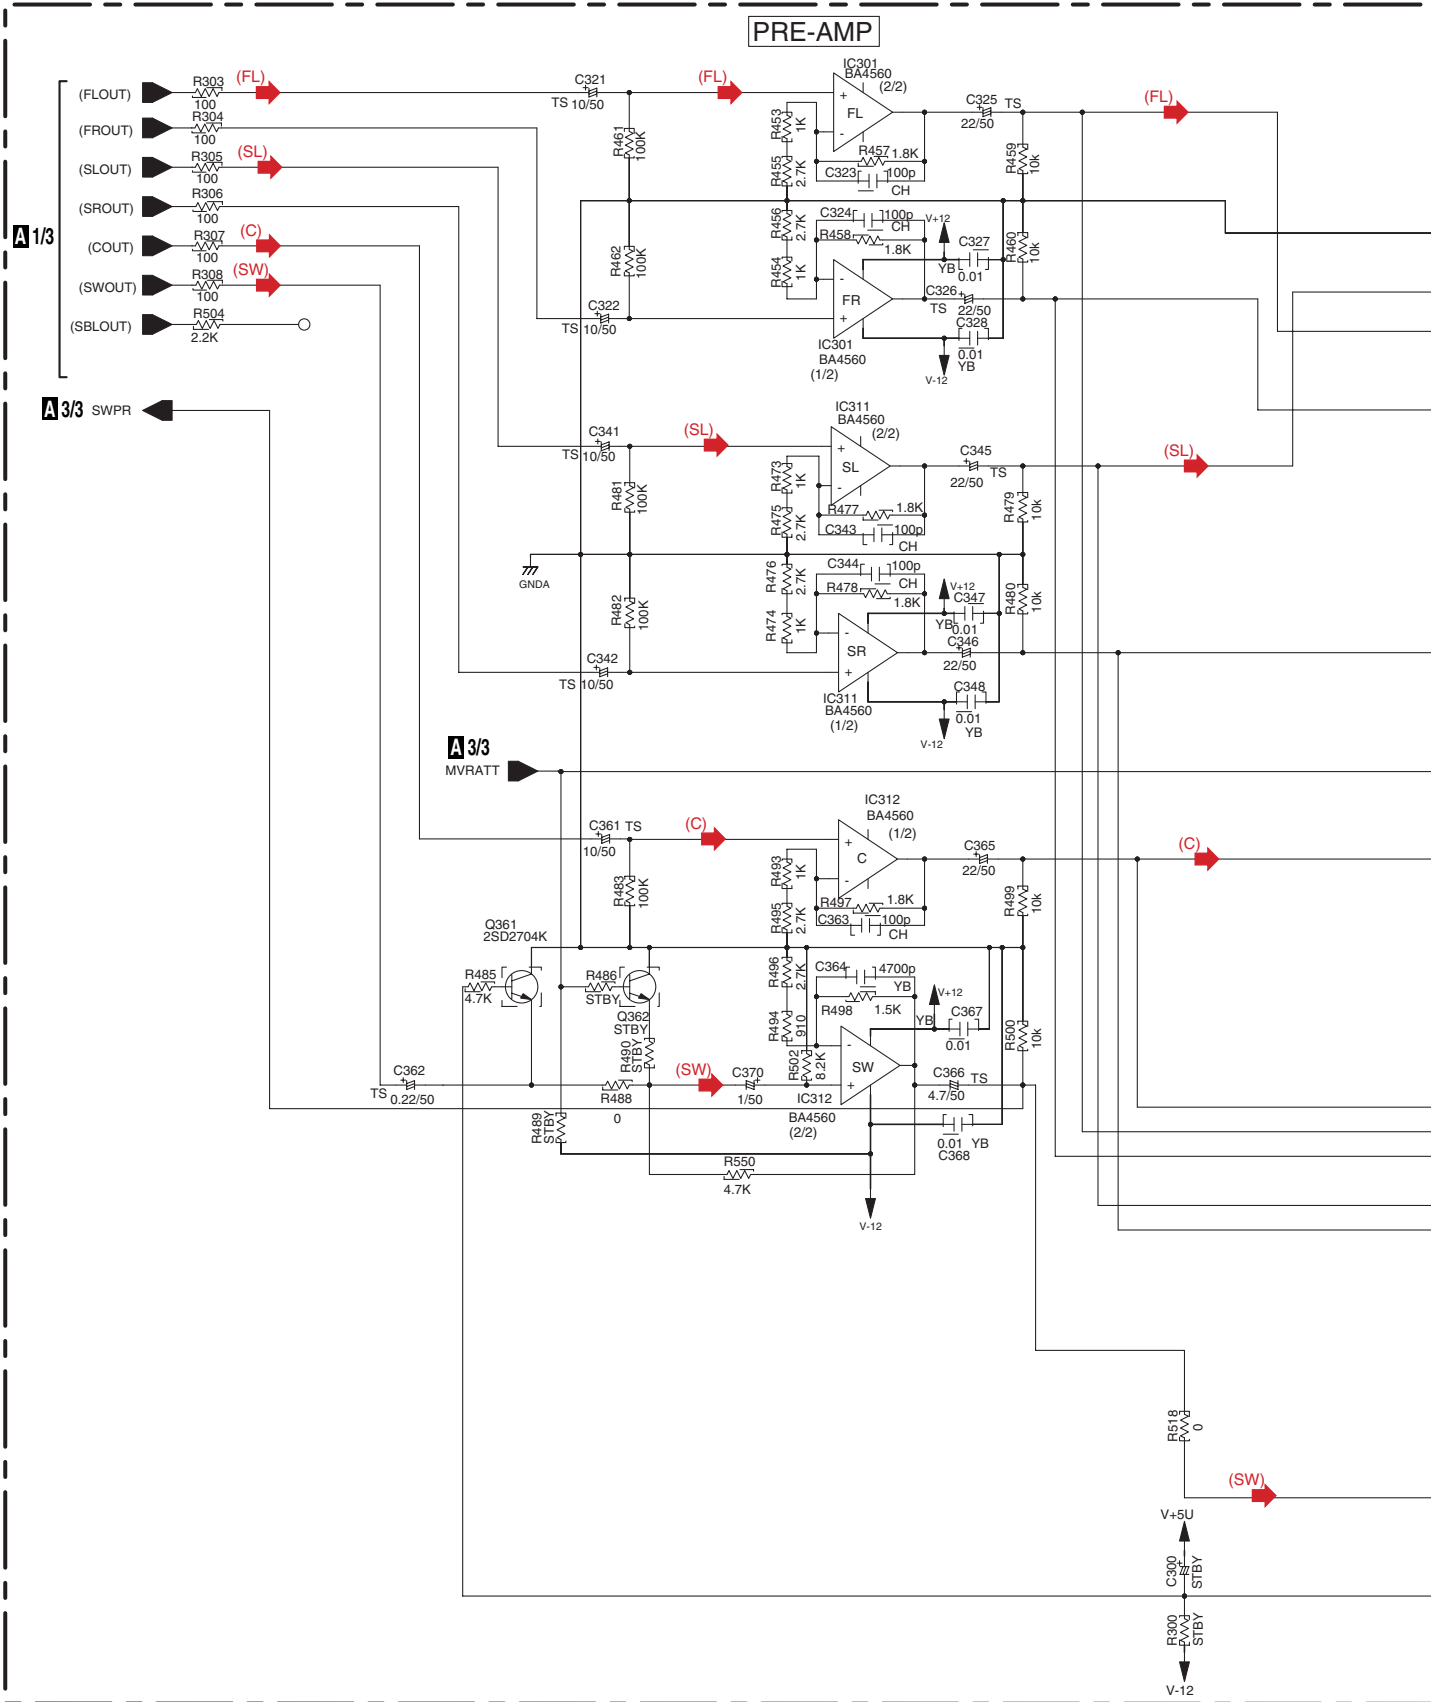 PRE-AMP
A 1/3
(FLOUT)
R303
100
(FL)
(FROUT)
R304
100
(SLOUT)
R305
100
(SL)
(SROUT)
R306
100
(COUT)
R307
100
(C)
(SWOUT)
R308
100
(SW)
(SBLOUT)
R504
2.2K
A 3/3 SWPR
C321
TS 10/50
(FL)
IC301
BA4560
(2/2)
+
FL
-
R461
100K
R453
1K
R455
2.7K
R457 1.8K
C323 100p
CH
C325 TS
22/50
R459
10k
(FL)
R462
100K
R456
2.7K
R454
1K
C324 100p
CH
R458
1.8K
V+12
C327
YB
0.01
R460
10k
C322
TS 10/50
-
FR
+
C326
TS 22/50
C328
0.01
YB
V-12
IC301
BA4560
(1/2)
C341
TS 10/50
(SL)
IC311
BA4560
(2/2)
+
SL
-
R481
100K
R473
1K
R475
2.7K
R477 1.8K
C343 100p
CH
C345
TS
22/50
R479
10k
(SL)
GNDA
R482
100K
R476
2.7K
R474
1K
C344 100p
CH
R478
1.8K
V+12
C347
YB
0.01
R480
10k
C342
TS 10/50
-
SR
+
C346
22/50
C348
0.01
YB
V-12
IC311
BA4560
(1/2)
A 3/3
MVRATT
C361 TS
10/50
(C)
IC312
BA4560
(1/2)
+
C
-
R483
100K
R493
1K
R495
2.7K
R497 1.8K
C363 100p
CH
C365
22/50
R499
10k
(C)
Q361
2SD2704K
R485
4.7K
R486
STBY
Q362
STBY
R490
STBY
R496
2.7K
R494
910
C364 4700p
YB
R498 1.5K
V+12
C367
YB
0.01
R500
10k
R502
8.2K
C362
TS 0.22/50
R488
0
(SW)
C370
1/50
-
SW
+
IC312
BA4560
(2/2)
C366 TS
4.7/50
0.01 YB
C368
R489
STBY
R550
4.7K
V-12
R518
0
(SW)
V+5U
C300
STBY
R300
STBY
V-12